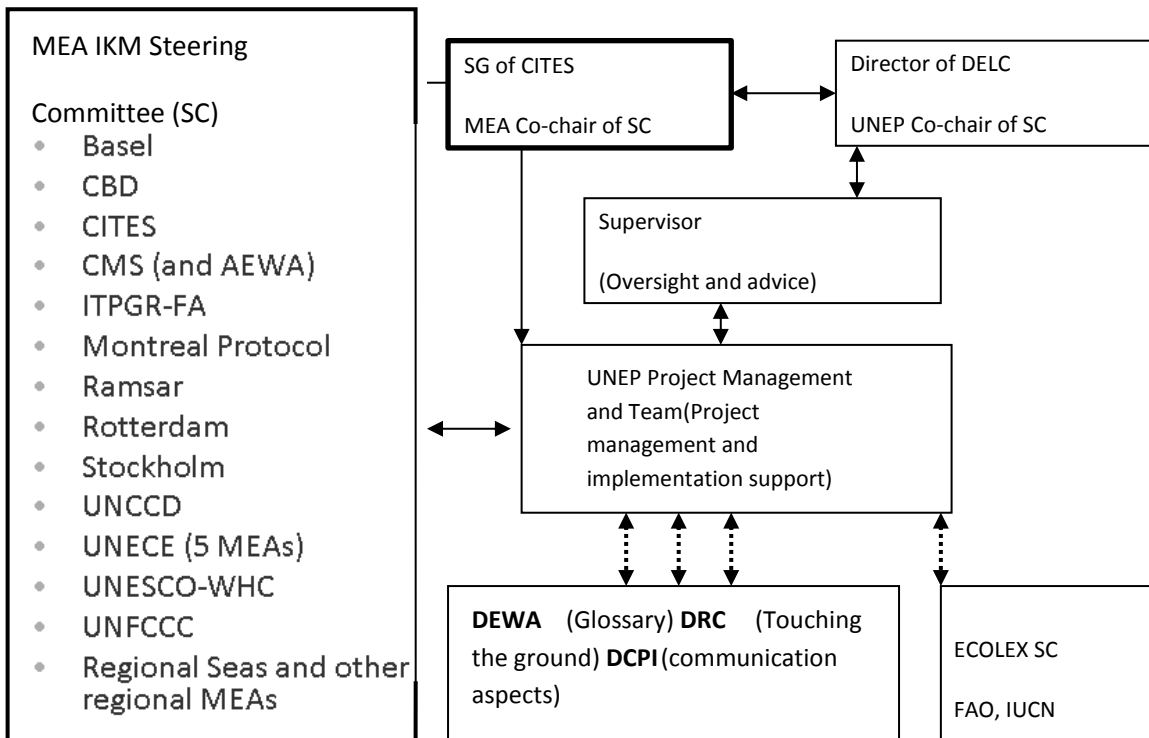 MEA IKM Steering
Committee (SC)
• Basel
• CBD
• CITES
• CMS (and AEWA)
• ITPGR-FA
• Montreal Protocol
• Ramsar
• Rotterdam
• Stockholm
• UNCCD
• UNECE (5 MEAs)
• UNESCO-WHC
• UNFCCC
• Regional Seas and other
regional MEAs
SG of CITES
MEA Co-chair of SC
Director of DELC
UNEP Co-chair of SC
Supervisor
(Oversight and advice)
UNEP Project Management
and Team(Project
management and
implementation support)
DEWA (Glossary) DRC (Touching
the ground) DCPI (communication
aspects)
ECOLEX SC
FAO, IUCN